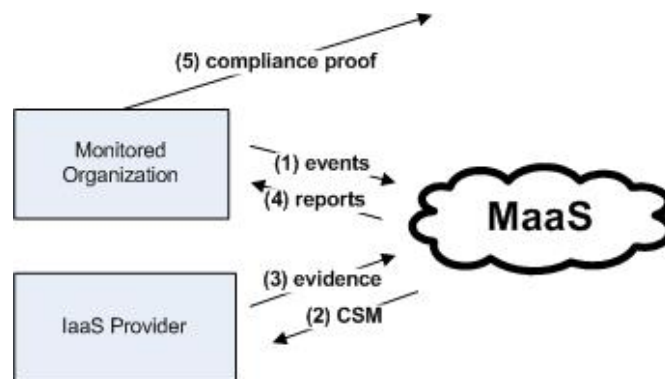 (5) compliance proof
Monitored
Organization
(1) events
(4) reports
MaaS
(3) evidence
IaaS Provider
(2) CSM